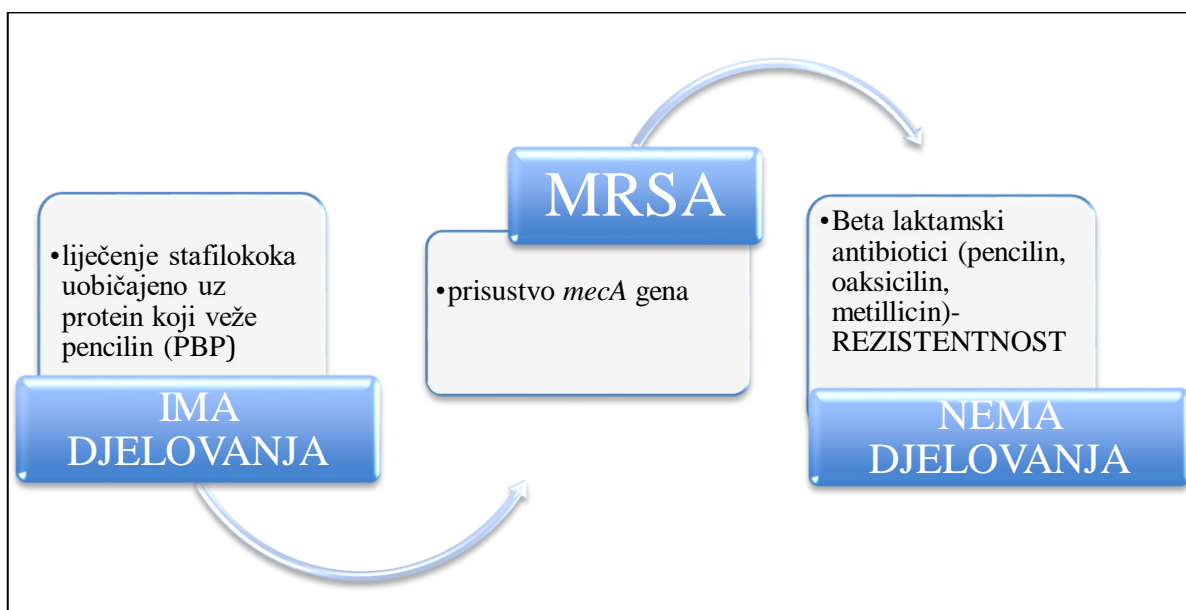 •liječenje stafilokoka
uobičajeno uz
protein koji veže
pencilin (PBP)
IMA
DJELOVANJA
MRSA
•prisustvo mecA gena
•Beta laktamski
antibiotici (pencilin,
oaksicilin,
metillicin)-
REZISTENTNOST
NEMA
DJELOVANJA